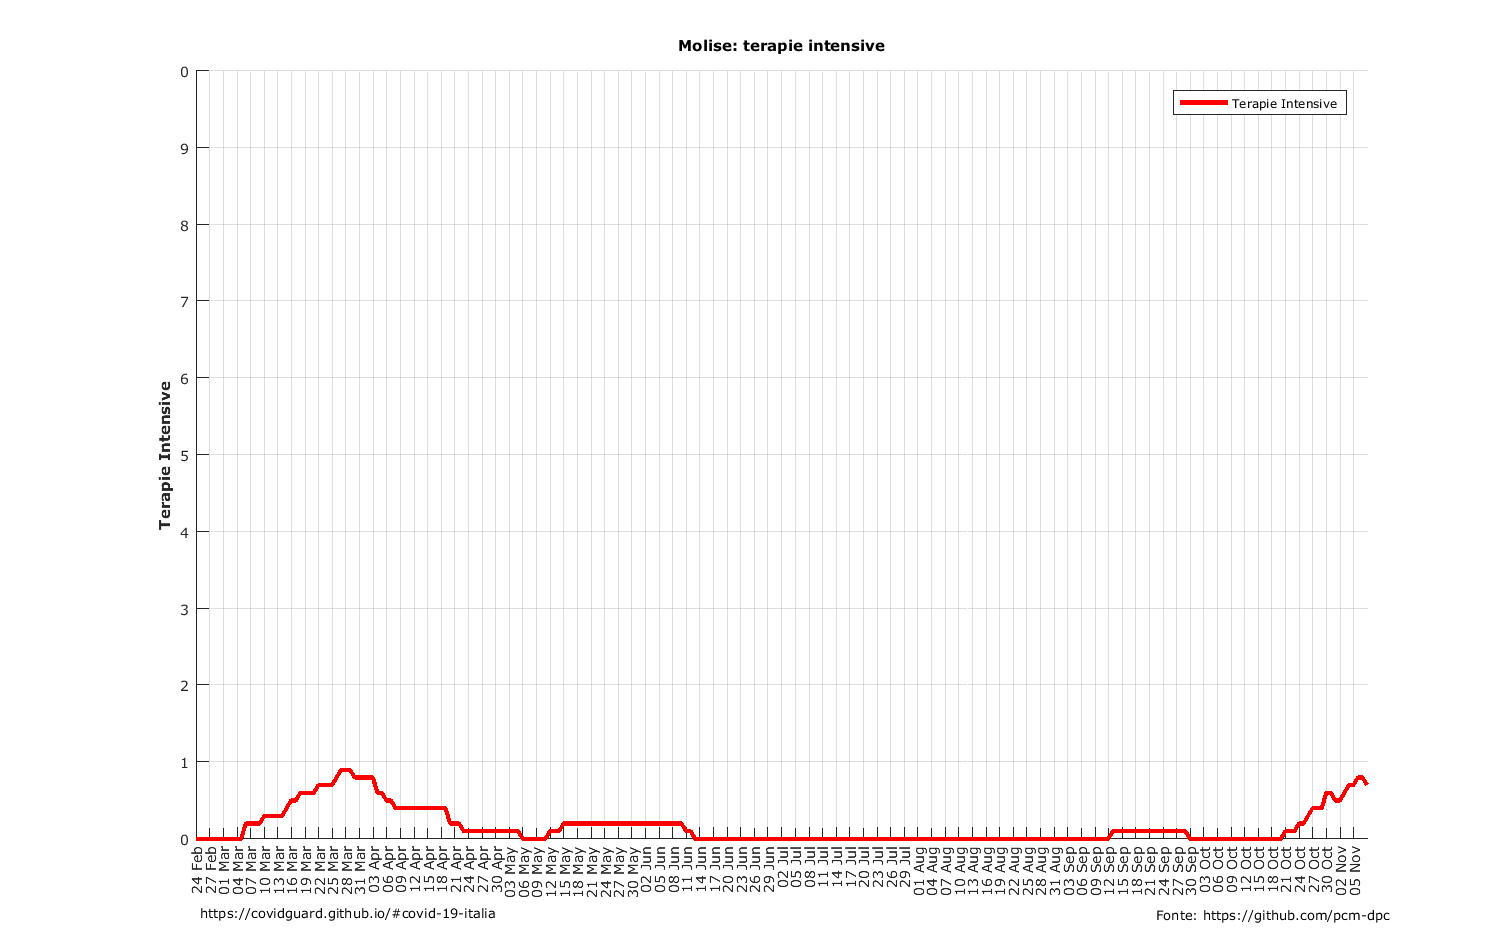 Molise: terapie intensive
Terapie Intensive
0
9
8
7
6
5
4
3
2
1
0
Terapie Intensive
24 Feb
27 Feb
01 Mar
04 Mar
07 Mar
10 Mar
13 Mar
16 Mar
19 Mar
22 Mar
25 Mar
28 Mar
31 Mar
03 Apr
06 Apr
09 Apr
12 Apr
15 Apr
18 Apr
21 Apr
24 Apr
27 Apr
30 Apr
03 May
06 May
09 May
12 May
15 May
18 May
21 May
24 May
27 May
30 May
02 Jun
05 Jun
08 Jun
11 Jun
14 Jun
17 Jun
20 Jun
23 Jun
26 Jun
29 Jun
02 Jul
05 Jul
08 Jul
11 Jul
14 Jul
17 Jul
20 Jul
23 Jul
26 Jul
29 Jul
01 Aug
04 Aug
07 Aug
10 Aug
13 Aug
16 Aug
19 Aug
22 Aug
25 Aug
28 Aug
31 Aug
03 Sep
06 Sep
09 Sep
12 Sep
15 Sep
18 Sep
21 Sep
24 Sep
27 Sep
30 Sep
03 Oct
06 Oct
09 Oct
12 Oct
15 Oct
18 Oct
21 Oct
24 Oct
27 Oct
30 Oct
02 Nov
05 Nov
https://covidguard.github.io/#covid-19-italia
Fonte: https://github.com/pcm-dpc